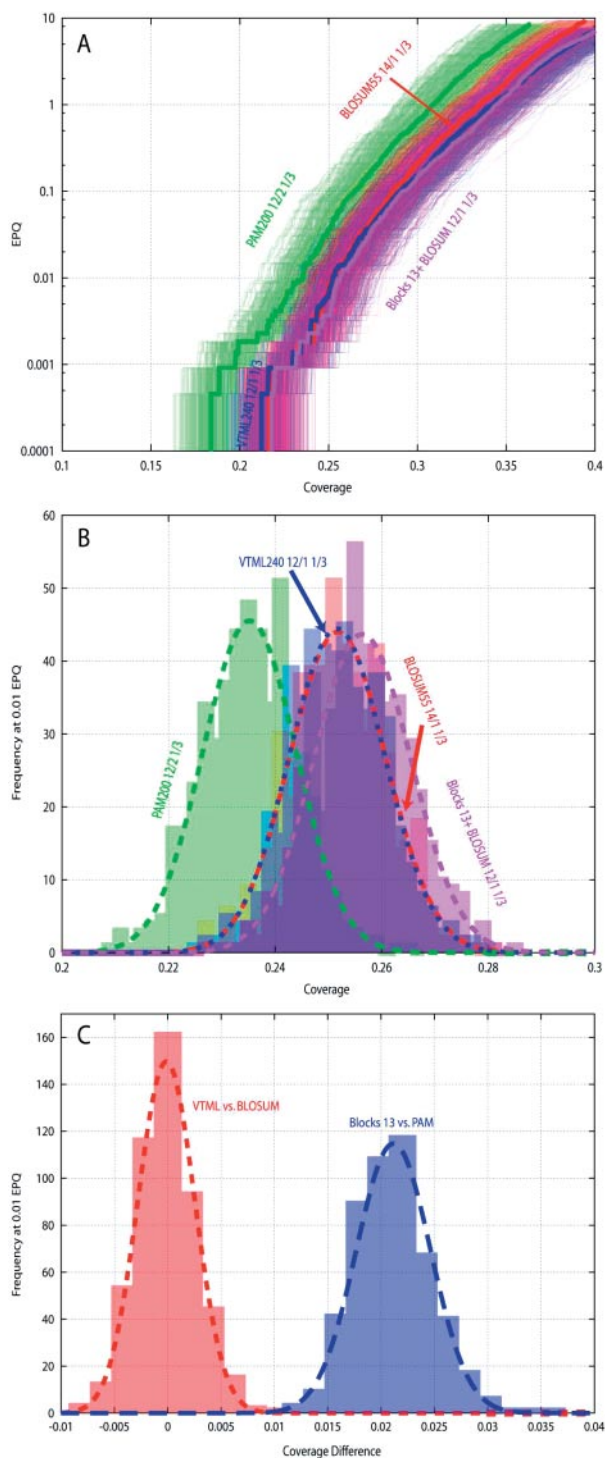 A
10
1
0.1
0.01
0.001
0.0001
EPQ
PAM200 12/2 1/3
BLOSUM55 14/1 1/3
Blocks 13+ BLOSUM 12/1 1/3
VTML240 12/1 1/3
0.1 0.15 0.2 0.25 0.3 0.35 0.4
Coverage
B
60
50
40
30
20
10
0
Frequency at 0.01 EPQ
VTML240 12/1 1/3
PAM200 12/2 1/3
BLOSUM55 14/1 1/3
Blocks 13+ BLOSUM 12/1 1/3
0.2 0.22 0.24 0.26 0.28 0.3
Coverage
C
160
140
120
100
80
60
40
20
0
Frequency at 0.01 EPQ
VTML vs. BLOSUM
Blocks 13 vs. PAM
-0.01 -0.005 0 0.005 0.01 0.015 0.02 0.025 0.03 0.035 0.04
Coverage Difference